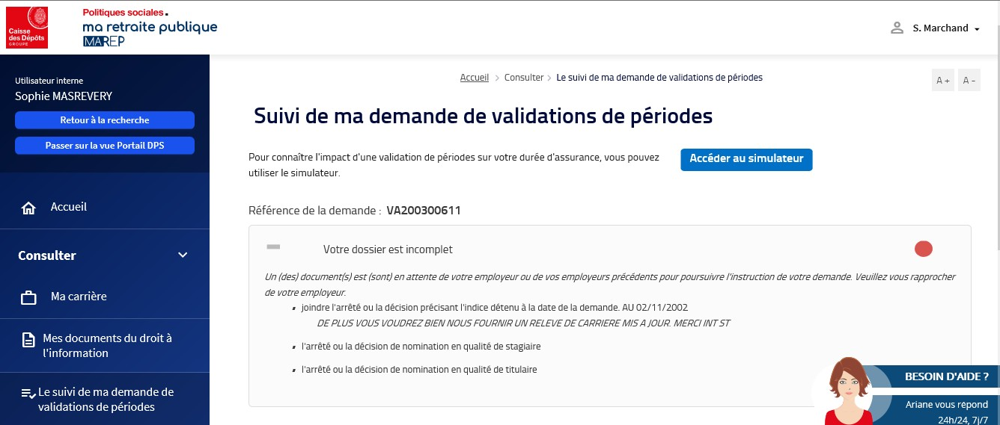 Caisse
des Dépôts
GROUPE
Politiques sociales.
ma retraite publique
MAREP
S. Marchand
Utilisateur interne
Sophie MASREVERY
Retour à la recherche
Passer sur la vue Portail DPS
Accueil
Consulter
Ma carrière
Mes documents du droit à
l'information
Le suivi de ma demande de
validations de périodes
Accueil > Consulter > Le suivi de ma demande de validations de périodes
A + A -
Suivi de ma demande de validations de périodes
Pour connaître l'impact d'une validation de périodes sur votre durée d'assurance, vous pouvez
utiliser le simulateur.
Accéder au simulateur
Référence de la demande : VA200300611
Votre dossier est incomplet
Un (des) document(s) est (sont) en attente de votre employeur ou de vos employeurs précédents pour poursuivre l'instruction de votre demande. Veuillez vous rapprocher
de votre employeur.
joindre l'arrêté ou la décision précisant l'indice détenu à la date de la demande. AU 02/11/2002
DE PLUS VOUS VOUDREZ BIEN NOUS FOURNIR UN RELEVE DE CARRIERE MIS A JOUR. MERCI INT ST
l'arrêté ou la décision de nomination en qualité de stagiaire
l'arrêté ou la décision de nomination en qualité de titulaire
BESOIN D'AIDE ?
Ariane vous répond
24h/24, 7j/7